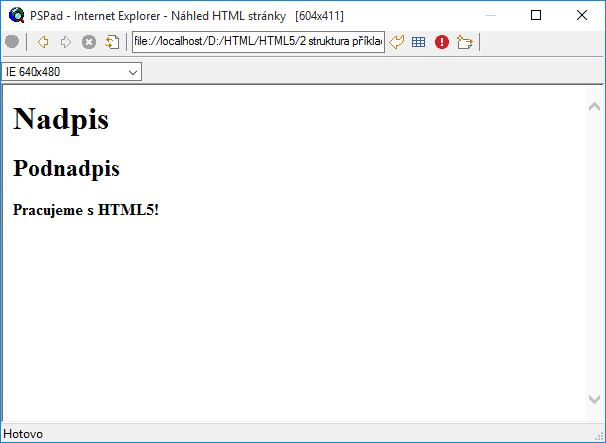 PSPad - Internet Explorer - Náhled HTML stránky [604x411]
file://localhost/D:/HTML/HTML5/2 struktura příklad
IE 640x480
Nadpis
Podnadpis
Pracujeme s HTML5!
Hotovo